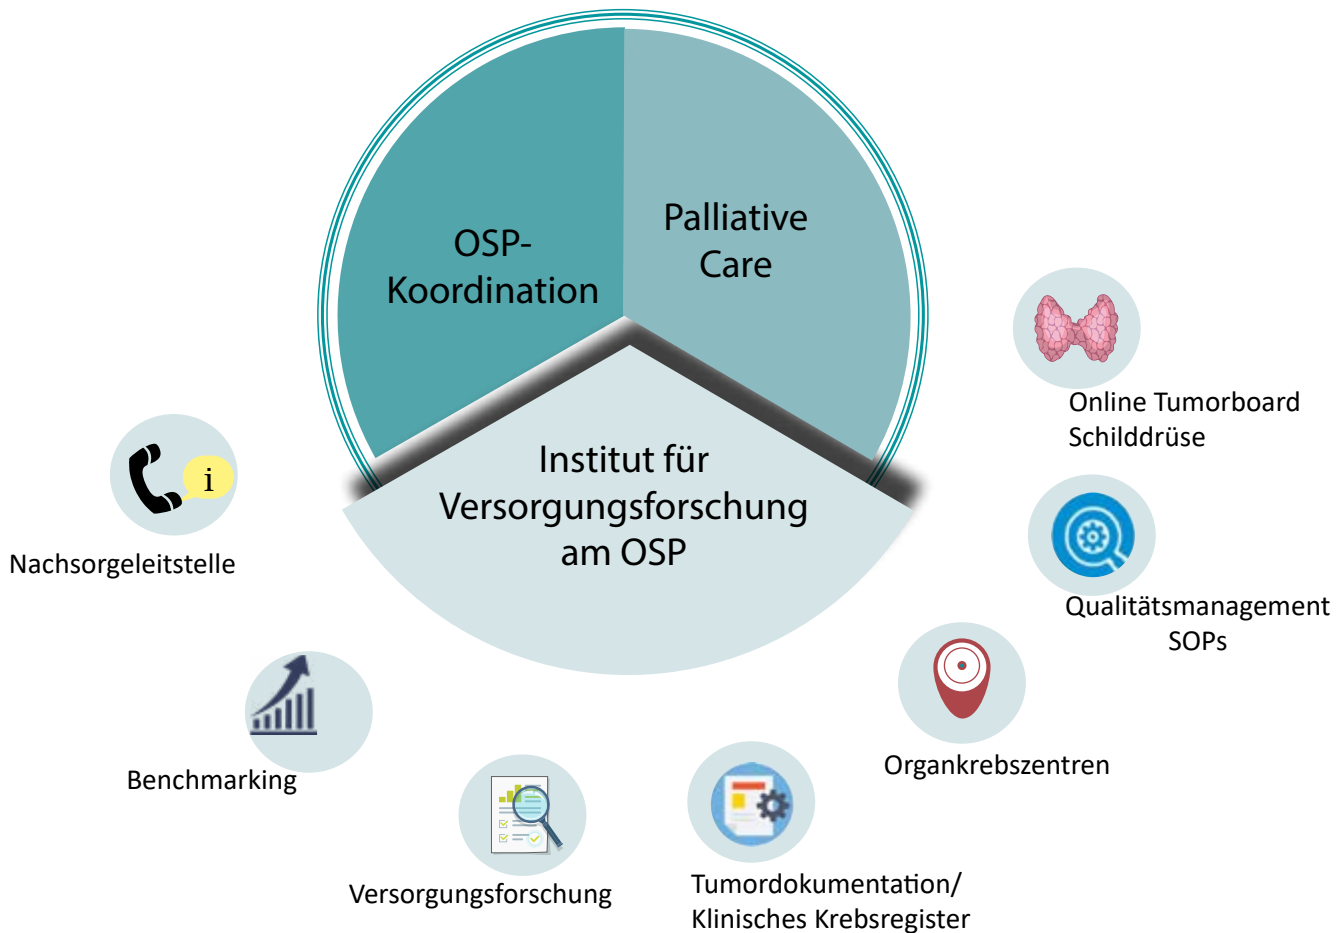 OSP-
Koordination
Palliative
Care
Institut für
Versorgungsforschung
am OSP
i
Nachsorgeleitstelle
Benchmarking
Versorgungsforschung
Tumordokumentation/
Klinisches Krebsregister
Organkrebszentren
Qualitätsmanagement
SOPs
Online Tumorboard
Schilddrüse